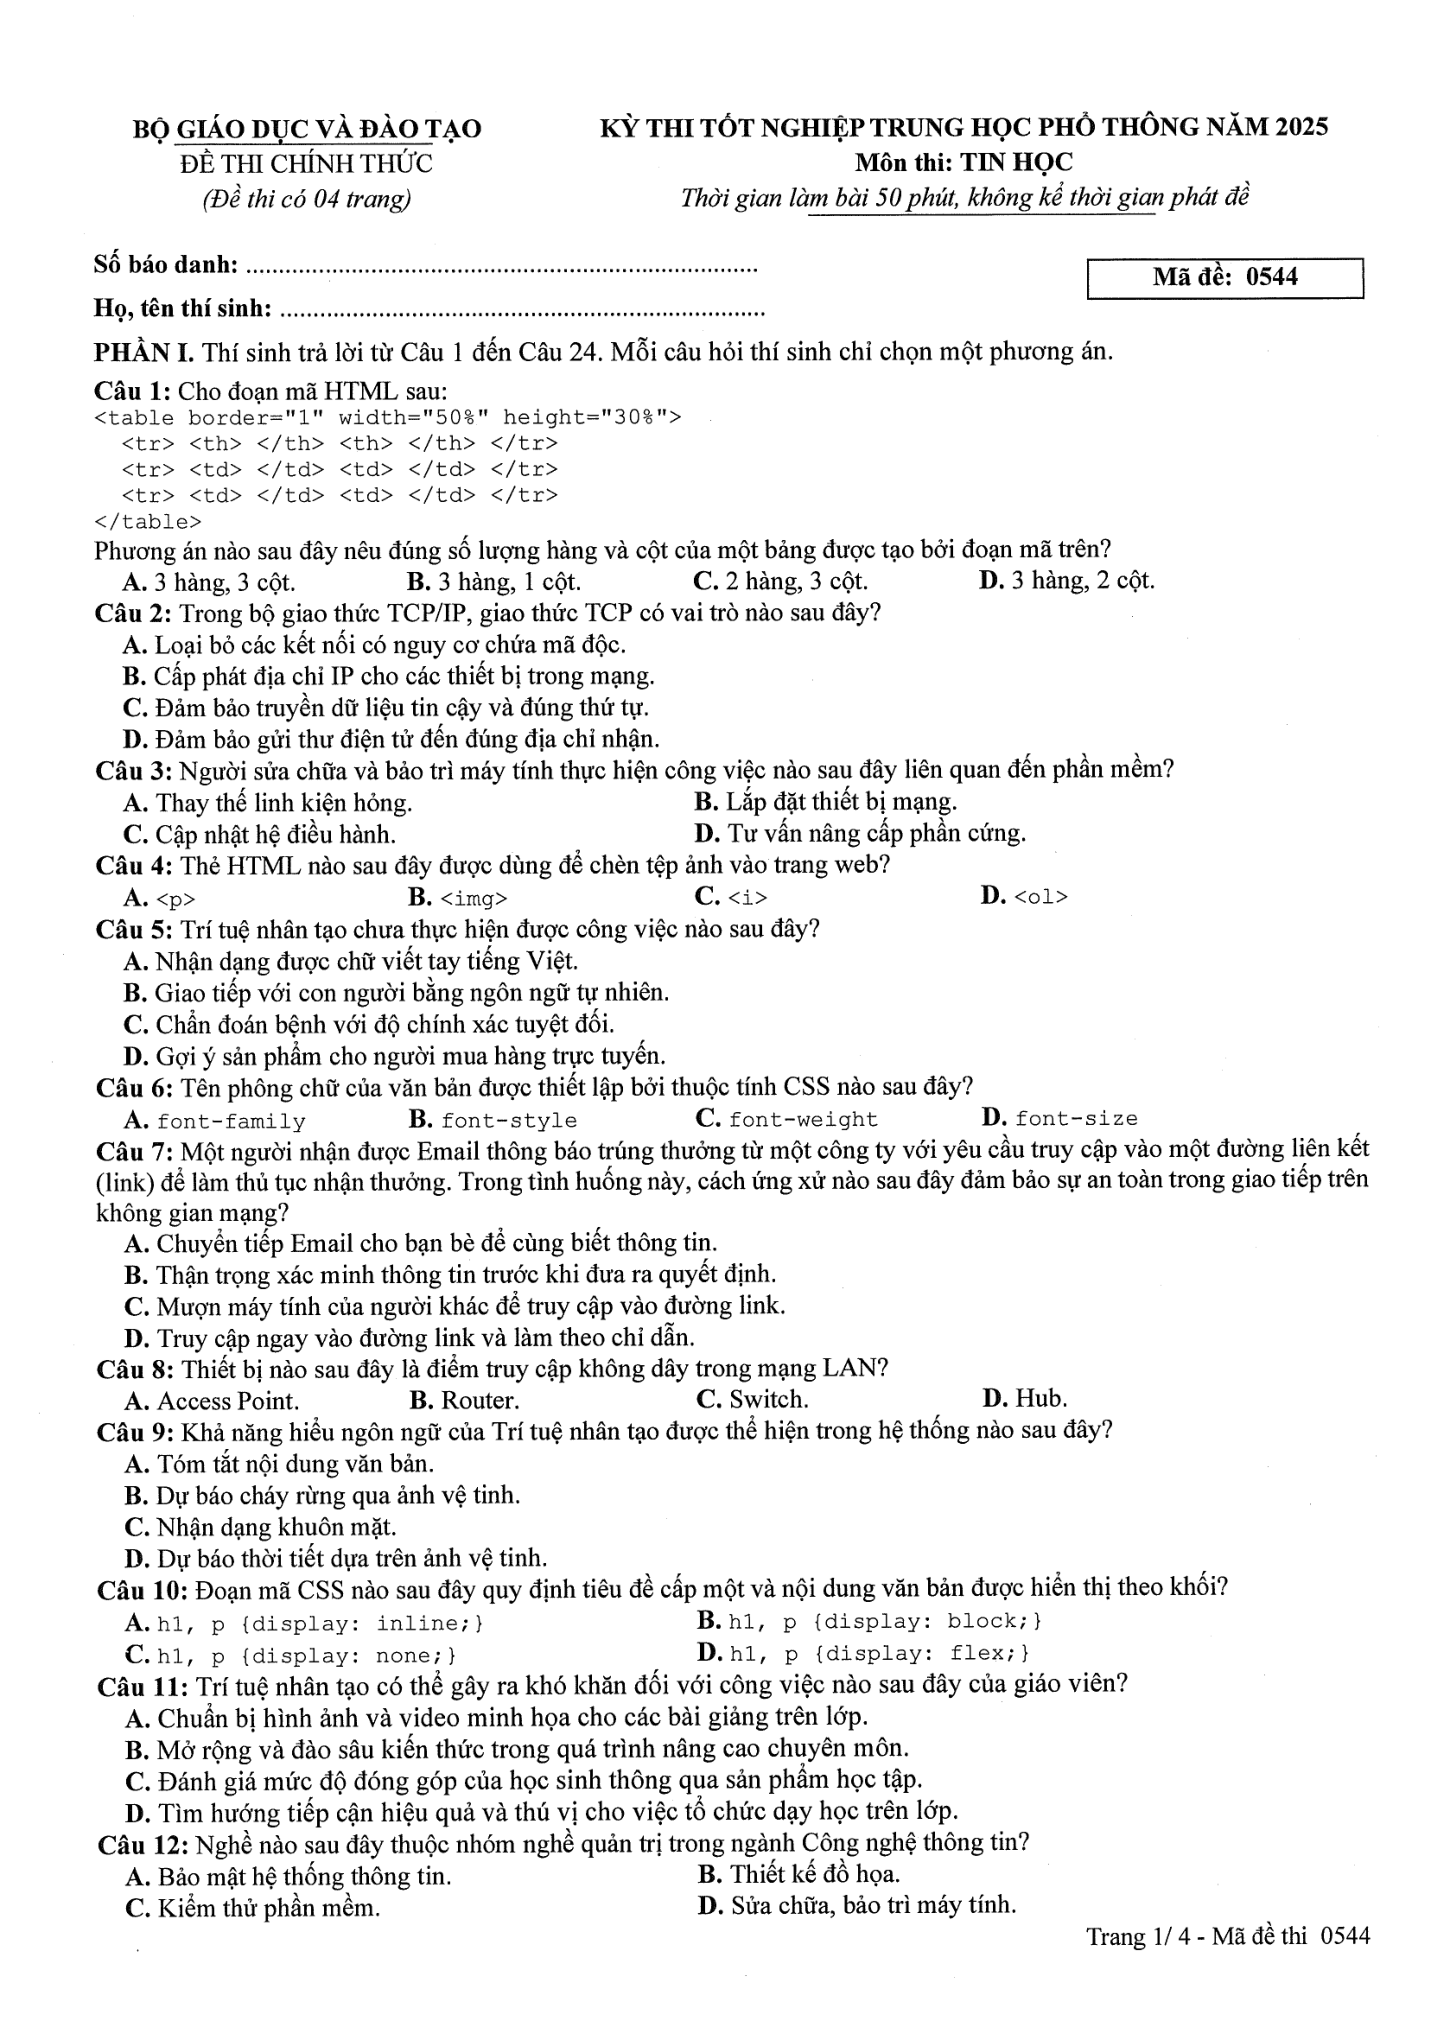 BỘ GIÁO DỤC VÀ ĐÀO TẠO
ĐỀ THI CHÍNH THỨC
(Đề thi có 04 trang)
KỲ THI TỐT NGHIỆP TRUNG HỌC PHỔ THÔNG NĂM 2025
Môn thi: TIN HỌC
Thời gian làm bài 50 phút, không kể thời gian phát đề
Số báo danh: ..............................................................................
Mã đề: 0544
Họ, tên thí sinh: ..........................................................................
PHẦN I. Thí sinh trả lời từ Câu 1 đến Câu 24. Mỗi câu hỏi thí sinh chỉ chọn một phương án.
Câu 1: Cho đoạn mã HTML sau:
<table border="1" width="50%" height="30%">
<tr> <th> </th> <th> </th> </tr>
<tr> <td> </td> <td> </td> </tr>
<tr> <td> </td> <td> </td> </tr>
</table>
Phương án nào sau đây nêu đúng số lượng hàng và cột của một bảng được tạo bởi đoạn mã trên?
A. 3 hàng, 3 cột. B. 3 hàng, 1 cột. C. 2 hàng, 3 cột. D. 3 hàng, 2 cột.
Câu 2: Trong bộ giao thức TCP/IP, giao thức TCP có vai trò nào sau đây?
A. Loại bỏ các kết nối có nguy cơ chứa mã độc.
B. Cấp phát địa chỉ IP cho các thiết bị trong mạng.
C. Đảm bảo truyền dữ liệu tin cậy và đúng thứ tự.
D. Đảm bảo gửi thư điện tử đến đúng địa chỉ nhận.
Câu 3: Người sửa chữa và bảo trì máy tính thực hiện công việc nào sau đây liên quan đến phần mềm?
A. Thay thế linh kiện hỏng. B. Lắp đặt thiết bị mạng.
C. Cập nhật hệ điều hành. D. Tư vấn nâng cấp phần cứng.
Câu 4: Thẻ HTML nào sau đây được dùng để chèn tệp ảnh vào trang web?
A. <p> B. <img> C. <i> D. <ol>
Câu 5: Trí tuệ nhân tạo chưa thực hiện được công việc nào sau đây?
A. Nhận dạng được chữ viết tay tiếng Việt.
B. Giao tiếp với con người bằng ngôn ngữ tự nhiên.
C. Chẩn đoán bệnh với độ chính xác tuyệt đối.
D. Gợi ý sản phẩm cho người mua hàng trực tuyến.
Câu 6: Tên phông chữ của văn bản được thiết lập bởi thuộc tính CSS nào sau đây?
A. font-family B. font-style C. font-weight D. font-size
Câu 7: Một người nhận được Email thông báo trúng thưởng từ một công ty với yêu cầu truy cập vào một đường liên kết
(link) để làm thủ tục nhận thưởng. Trong tình huống này, cách ứng xử nào sau đây đảm bảo sự an toàn trong giao tiếp trên
không gian mạng?
A. Chuyển tiếp Email cho bạn bè để cùng biết thông tin.
B. Thận trọng xác minh thông tin trước khi đưa ra quyết định.
C. Mượn máy tính của người khác để truy cập vào đường link.
D. Truy cập ngay vào đường link và làm theo chỉ dẫn.
Câu 8: Thiết bị nào sau đây là điểm truy cập không dây trong mạng LAN?
A. Access Point. B. Router. C. Switch. D. Hub.
Câu 9: Khả năng hiểu ngôn ngữ của Trí tuệ nhân tạo được thể hiện trong hệ thống nào sau đây?
A. Tóm tắt nội dung văn bản.
B. Dự báo cháy rừng qua ảnh vệ tinh.
C. Nhận dạng khuôn mặt.
D. Dự báo thời tiết dựa trên ảnh vệ tinh.
Câu 10: Đoạn mã CSS nào sau đây quy định tiêu đề cấp một và nội dung văn bản được hiển thị theo khối?
A. h1, p {display: inline;} B. h1, p {display: block;}
C. h1, p {display: none;} D. h1, p {display: flex;}
Câu 11: Trí tuệ nhân tạo có thể gây ra khó khăn đối với công việc nào sau đây của giáo viên?
A. Chuẩn bị hình ảnh và video minh họa cho các bài giảng trên lớp.
B. Mở rộng và đào sâu kiến thức trong quá trình nâng cao chuyên môn.
C. Đánh giá mức độ đóng góp của học sinh thông qua sản phẩm học tập.
D. Tìm hướng tiếp cận hiệu quả và thú vị cho việc tổ chức dạy học trên lớp.
Câu 12: Nghề nào sau đây thuộc nhóm nghề quản trị trong ngành Công nghệ thông tin?
A. Bảo mật hệ thống thông tin. B. Thiết kế đồ họa.
C. Kiểm thử phần mềm. D. Sửa chữa, bảo trì máy tính.
Trang 1/ 4 - Mã đề thi 0544